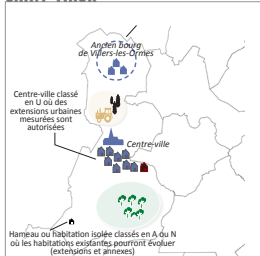 Ancien bourg
de Villers-les-Ormes
Centre-ville classé
en U où des
extensions urbaines
mesurées sont
autorisées
Centre-ville
Hameau ou habitation isolée classés en A ou N
où les habitations existantes pourront évoluer
(extensions et annexes)